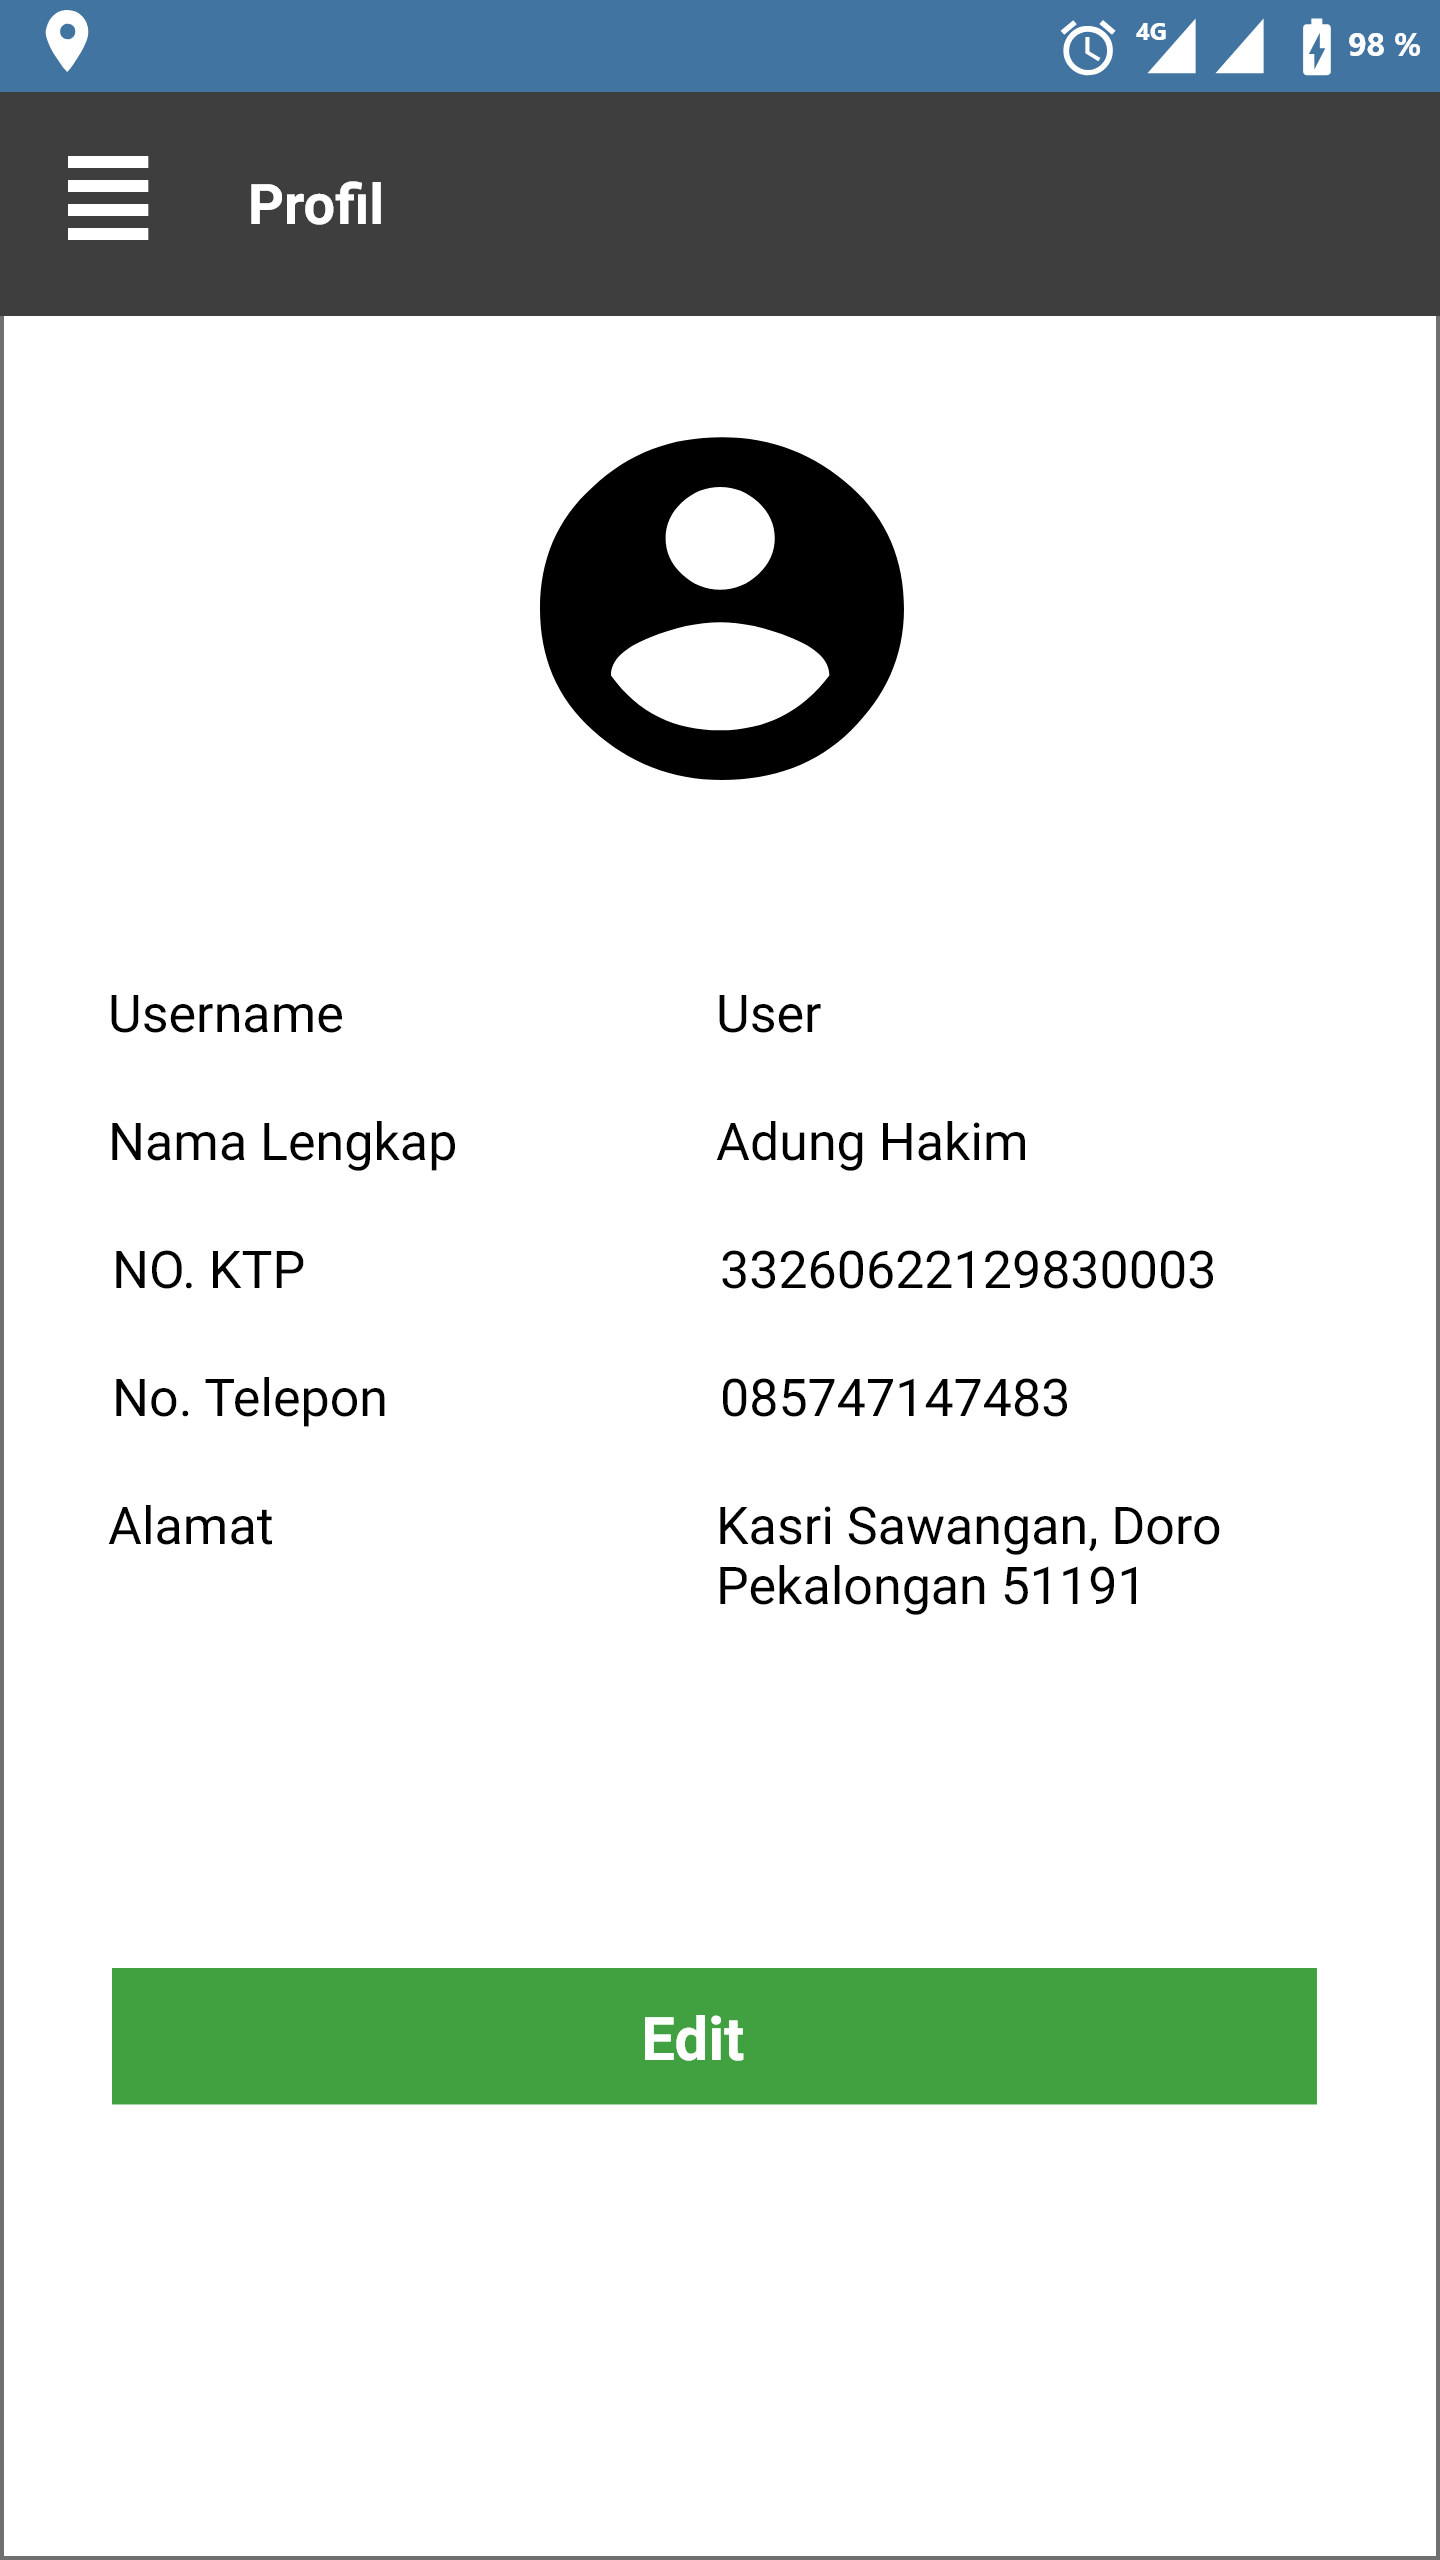 4G 98 %
Profil
Username User
Nama Lengkap Adung Hakim
NO. KTP 33260622129830003
No. Telepon 085747147483
Alamat Kasri Sawangan, Doro
Pekalongan 51191
Edit